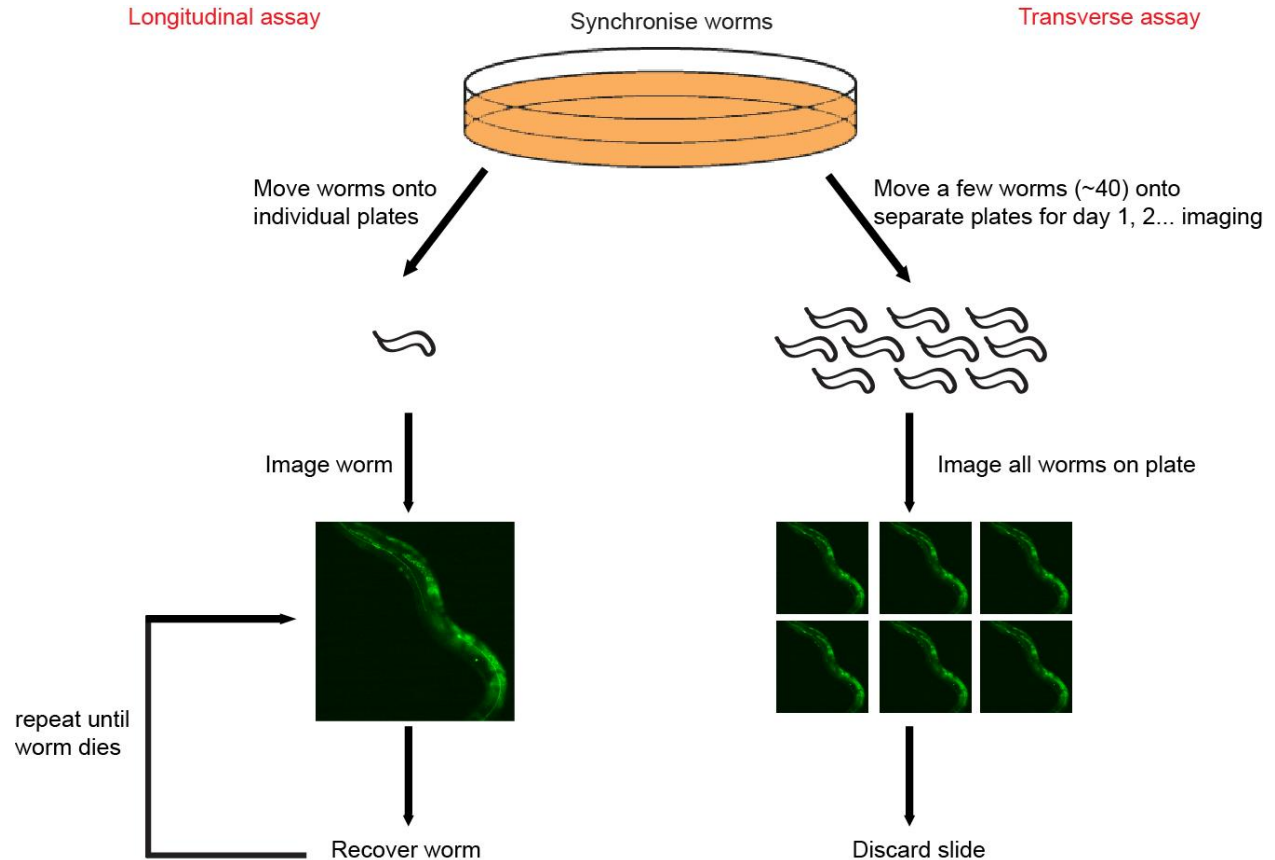 Longitudinal assay
Synchronise worms
Transverse assay
Move worms onto
individual plates
Move a few worms (~40) onto
separate plates for day 1, 2... imaging
Image worm
Image all worms on plate
repeat until
worm dies
Recover worm
Discard slide